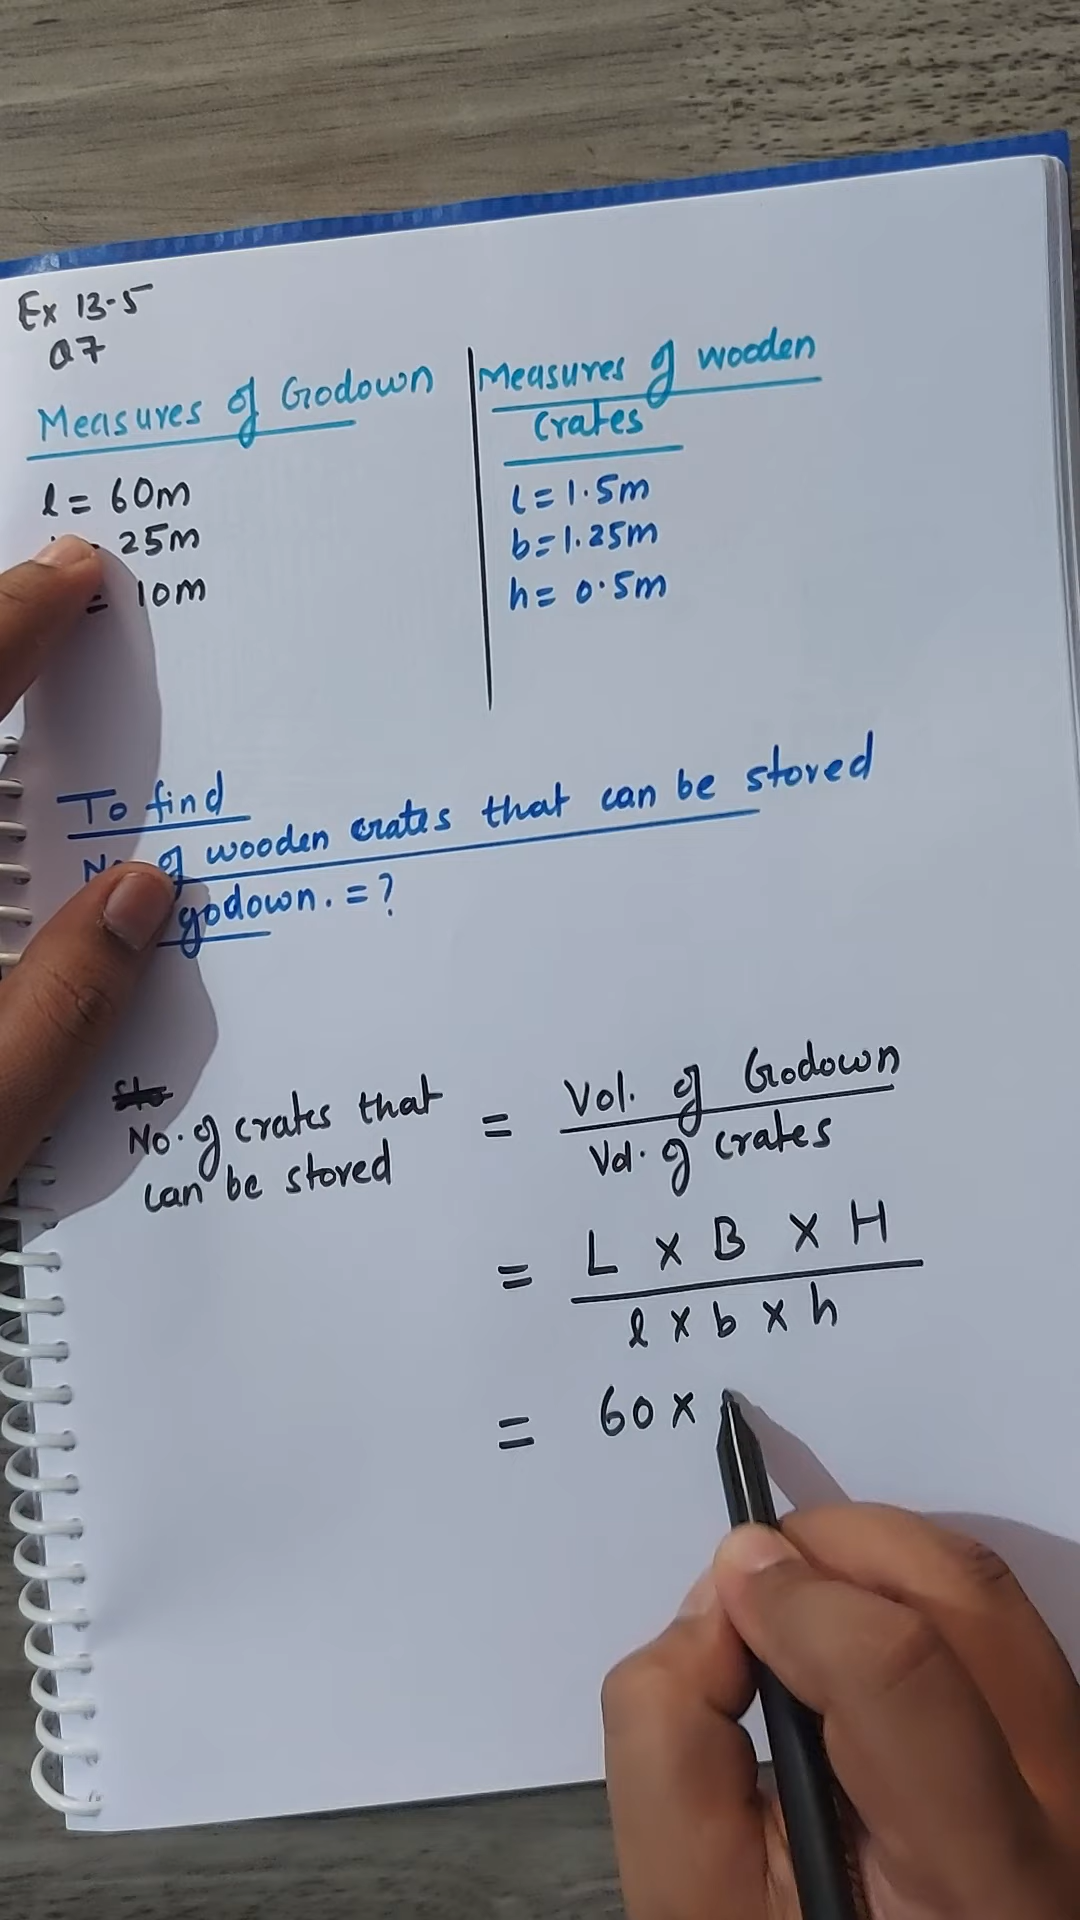 Ex 13-5
Q7
Measures of Godown
l = 60m
= 25m
= 10m
Measures of wooden
crates
l = 1.5m
b = 1.25m
h = 0.5m
To find
of wooden crates that can be stored
godown. = ?
No. of crates that
can be stored
= Vol. of Godown
Vol. of crates
= L × B × H
l × b × h
= 60 ×